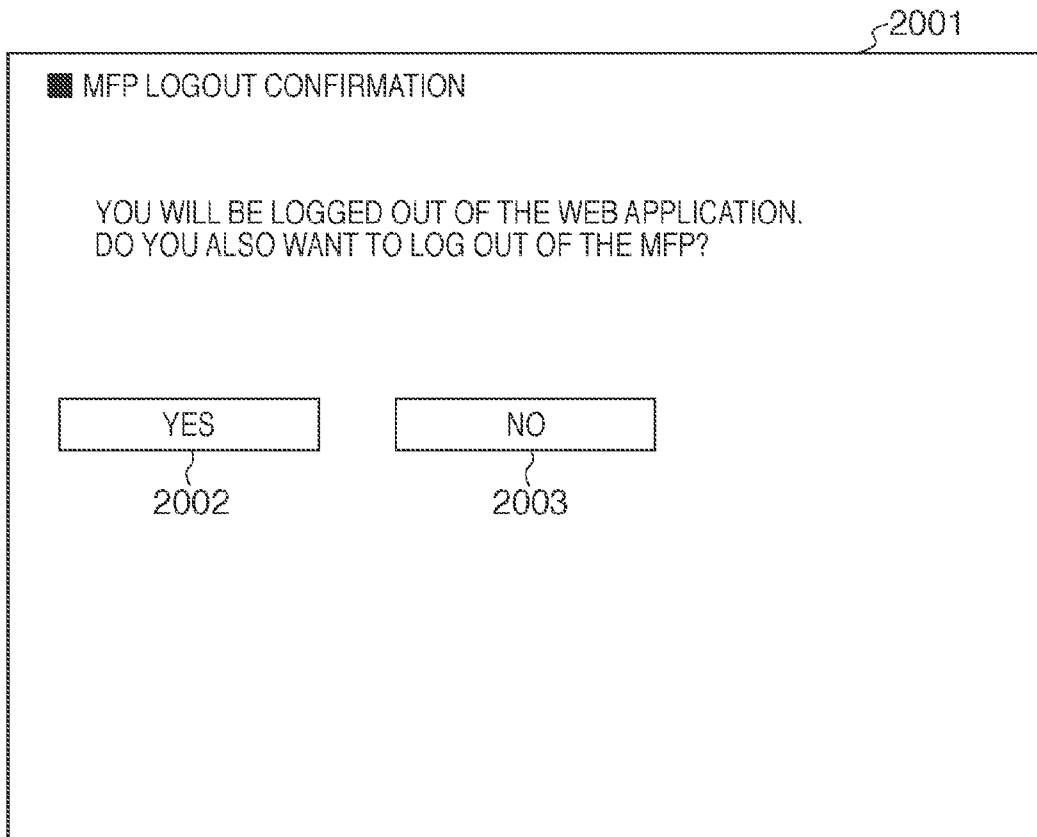 2001
MFP LOGOUT CONFIRMATION
YOU WILL BE LOGGED OUT OF THE WEB APPLICATION.
DO YOU ALSO WANT TO LOG OUT OF THE MFP?
YES NO
2002 2003